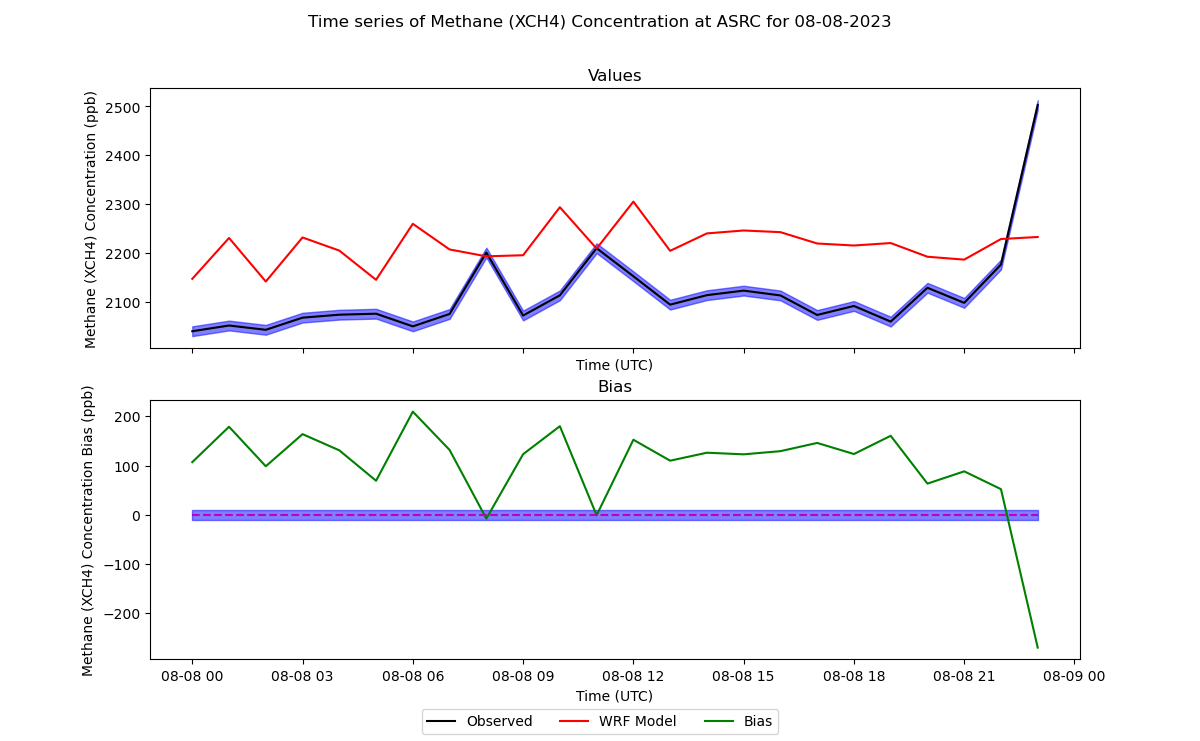 Time series of Methane (XCH4) Concentration at ASRC for 08-08-2023
Values
Methane (XCH4) Concentration (ppb)
2500
2400
2300
2200
2100
Time (UTC)
Bias
Methane (XCH4) Concentration Bias (ppb)
200
100
0
−100
−200
08-08 00 08-08 03 08-08 06 08-08 09 08-08 12 08-08 15 08-08 18 08-08 21 08-09 00
Time (UTC)
Observed WRF Model Bias